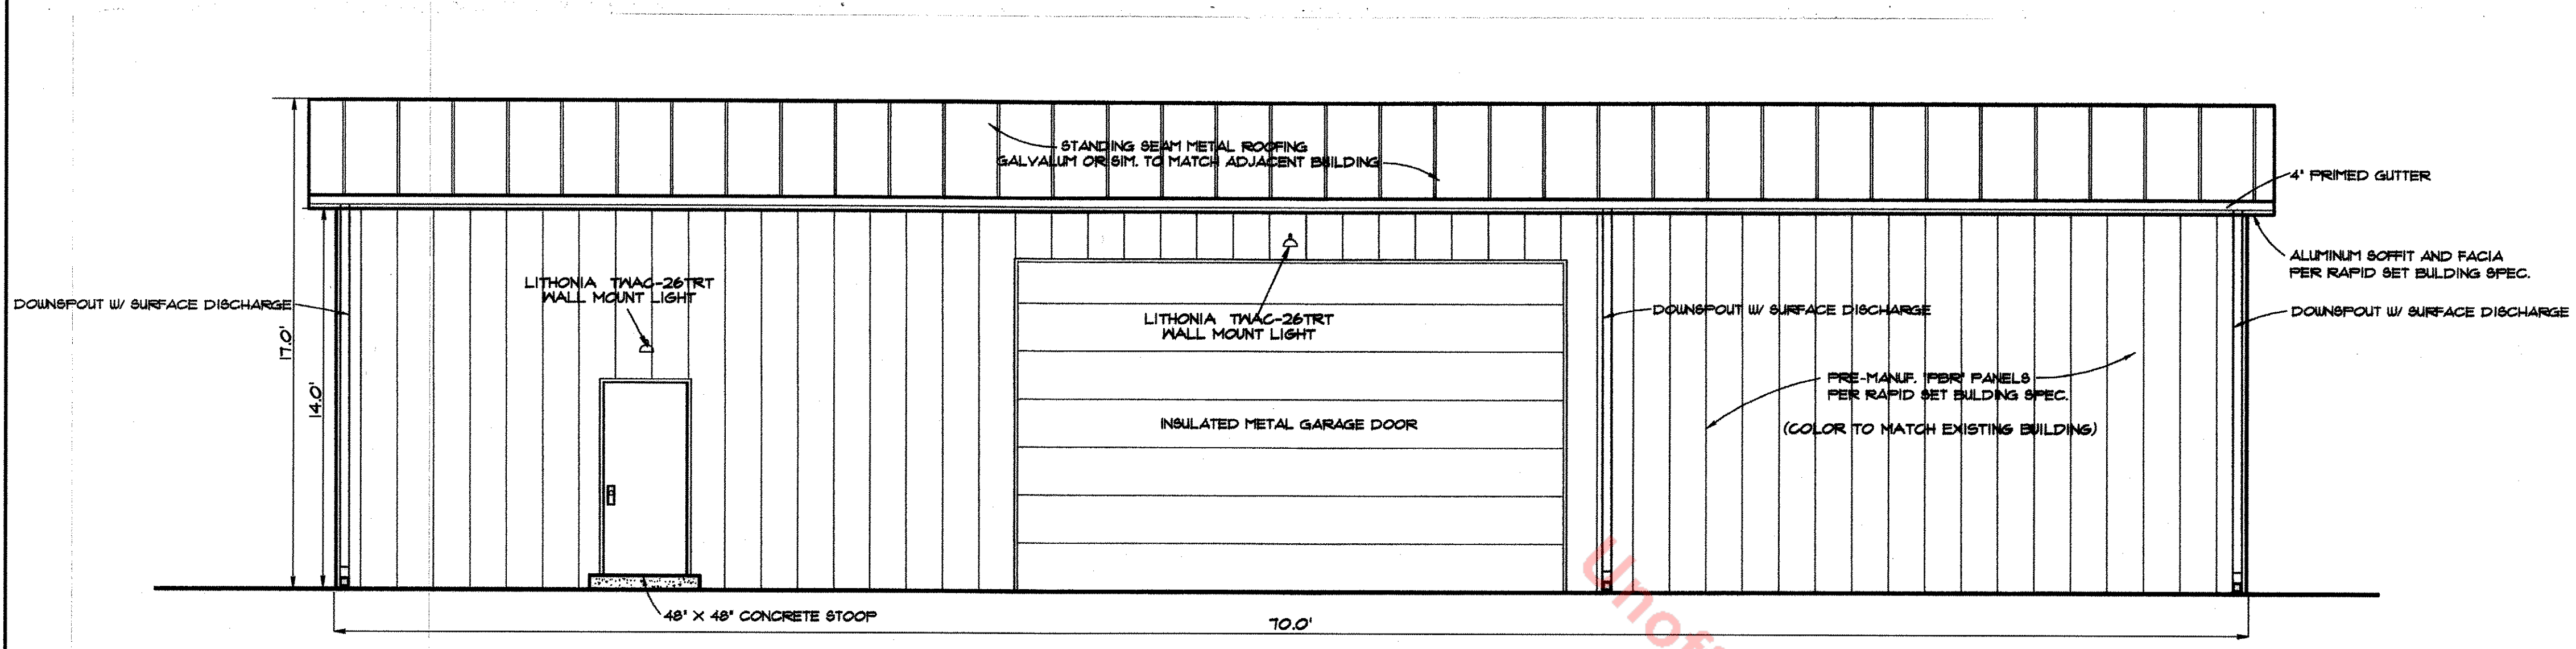 STANDING SEAM METAL ROOFING
GALVALUM OR SIM. TO MATCH ADJACENT BUILDING
4" PRIMED GUTTER
ALUMINUM SOFFIT AND FACIA
PER RAPID SET BULDING SPEC.
DOWNSPOUT W/ SURFACE DISCHARGE
LITHONIA TWAC-26TRT
WALL MOUNT LIGHT
LITHONIA TWAC-26TRT
WALL MOUNT LIGHT
DOWNSPOUT W/ SURFACE DISCHARGE
DOWNSPOUT W/ SURFACE DISCHARGE
17.0'
14.0'
PRE-MANUF. "PBR" PANELS
PER RAPID SET BULDING SPEC.
(COLOR TO MATCH EXISTING BUILDING)
INSULATED METAL GARAGE DOOR
48" X 48" CONCRETE STOOP
70.0'